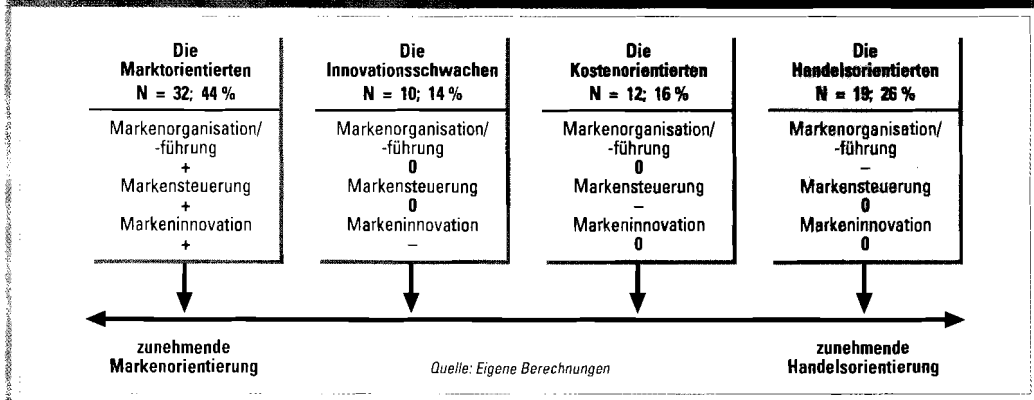 Die
Marktorientierten
N = 32; 44 %
Markenorganisation/
-führung
+
Markensteuerung
+
Markeninnovation
+
Die
Innovationsschwachen
N = 10; 14 %
Markenorganisation/
-führung
0
Markensteuerung
0
Markeninnovation
–
Die
Kostenorientierten
N = 12; 16 %
Markenorganisation/
-führung
0
Markensteuerung
–
Markeninnovation
0
Die
Handelsorientierten
N = 19; 26 %
Markenorganisation/
-führung
–
Markensteuerung
0
Markeninnovation
0
zunehmende
Markenorientierung
Quelle: Eigene Berechnungen
zunehmende
Handelsorientierung